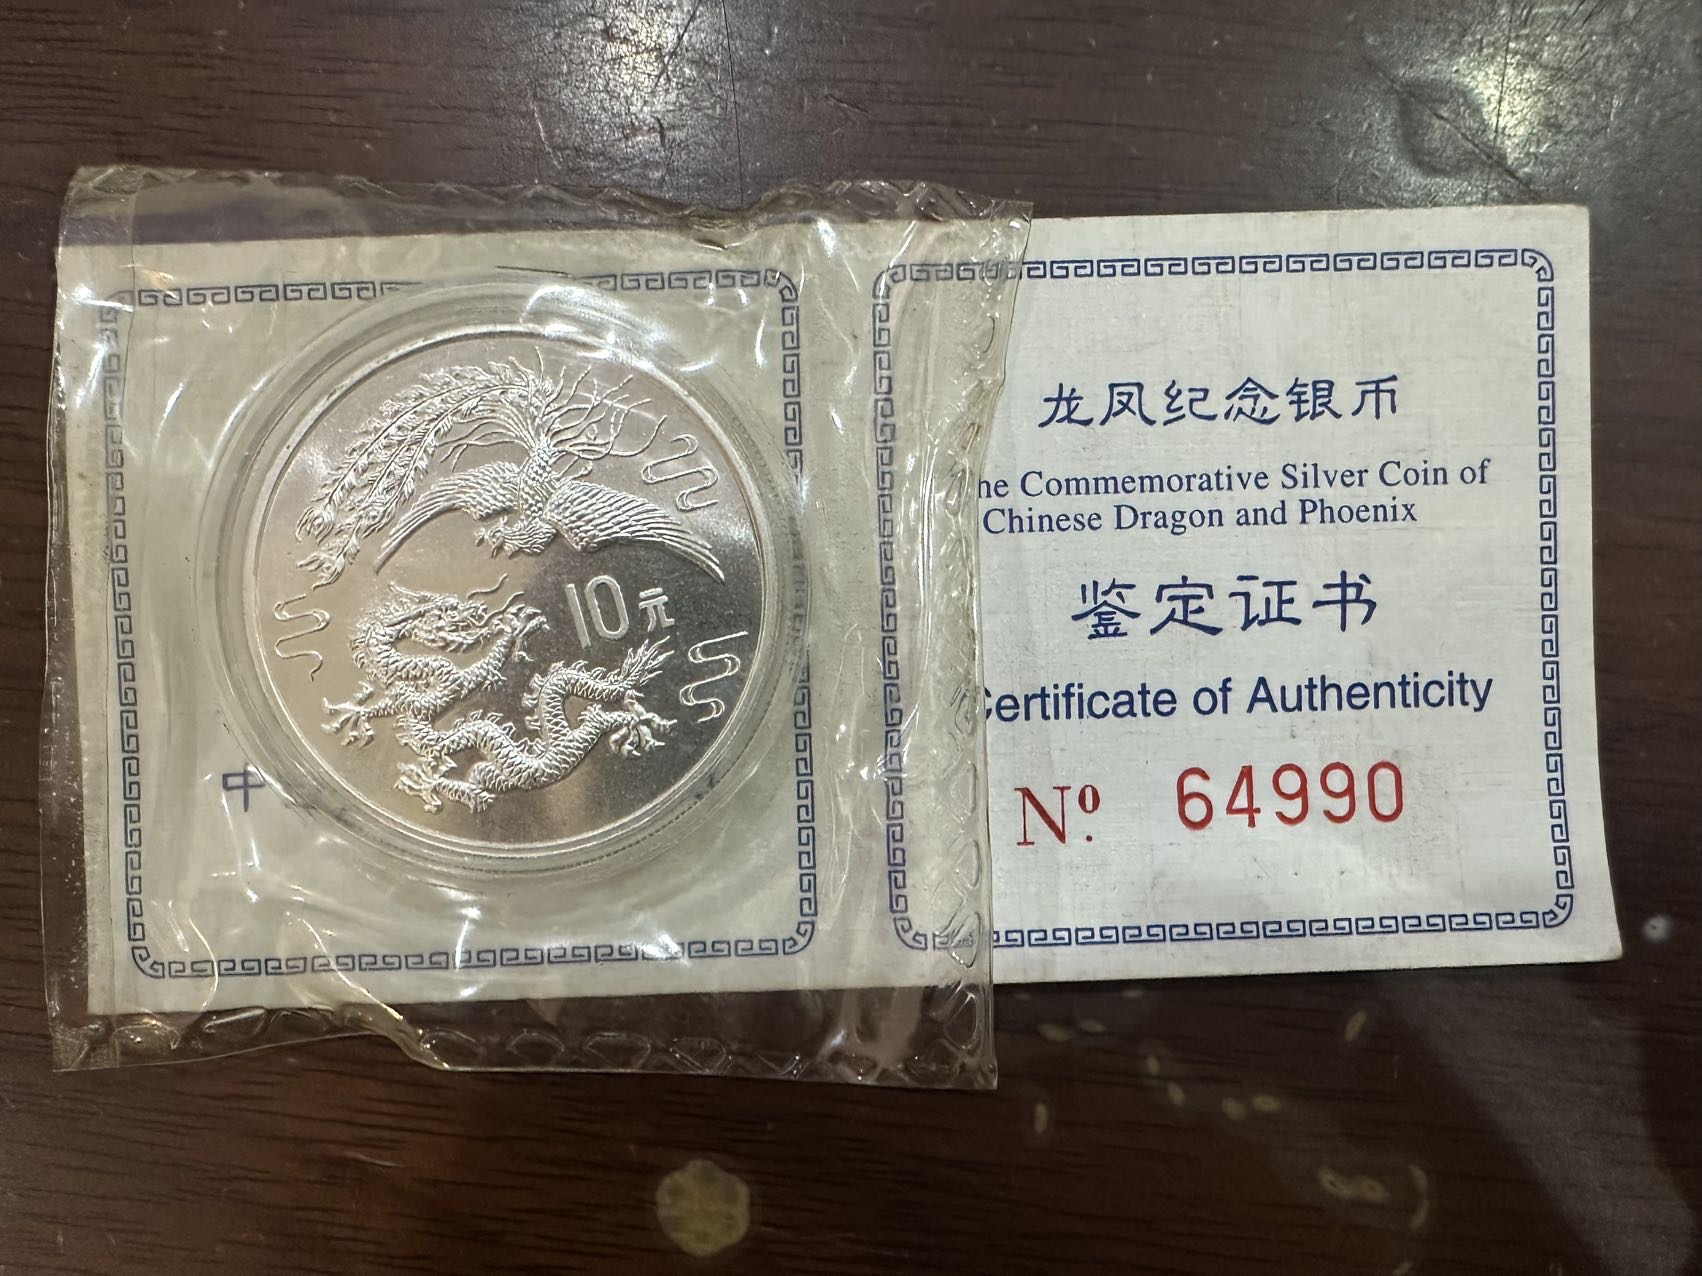 10元
中
龙凤纪念银币
he Commemorative Silver Coin of
Chinese Dragon and Phoenix
鉴定证书
Certificate of Authenticity
Nº. 64990